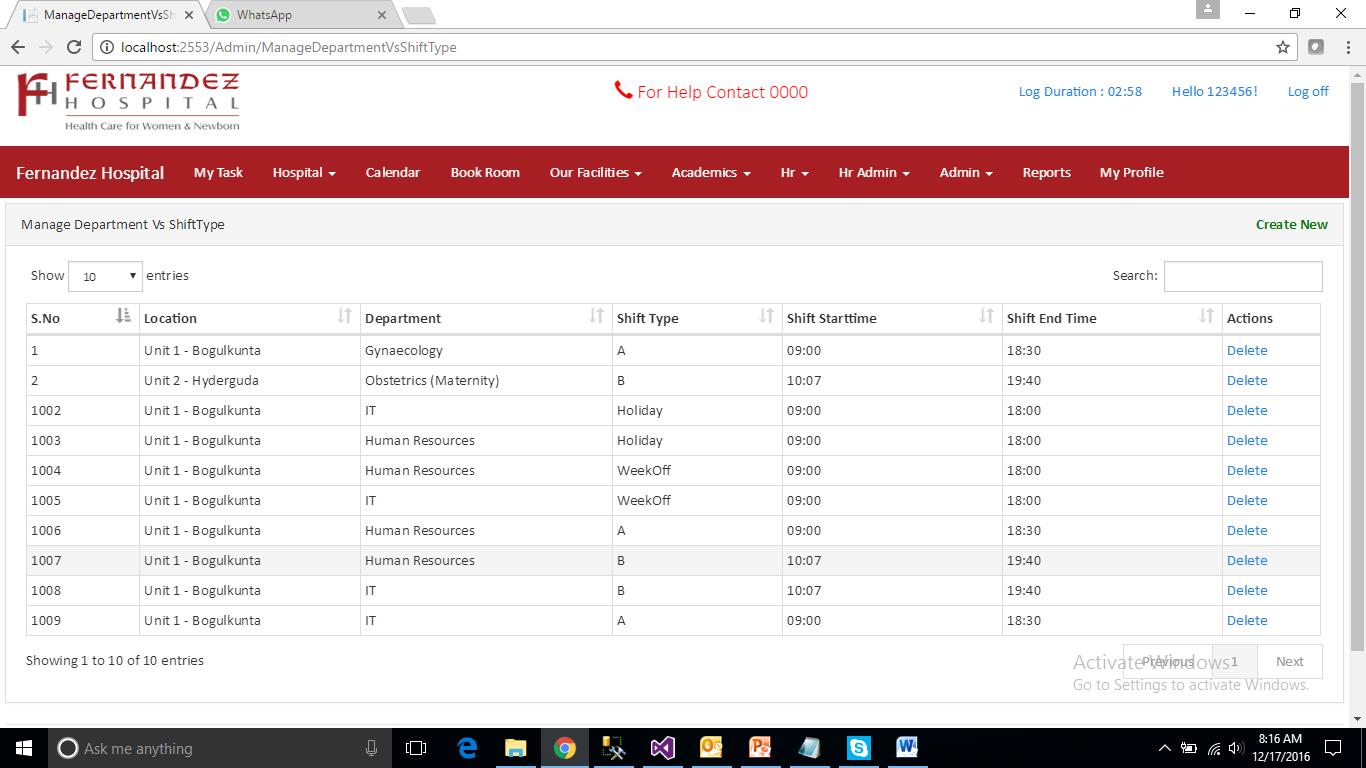 ManageDepartmentVsSh
WhatsApp
localhost:2553/Admin/ManageDepartmentVsShiftType
FERNANDEZ
HOSPITAL
Health Care for Women & Newborn
For Help Contact 0000
Log Duration : 02:58 Hello 123456! Log off
Fernandez Hospital My Task Hospital Calendar Book Room Our Facilities Academics Hr Hr Admin Admin Reports My Profile
Manage Department Vs ShiftType Create New
Show 10 entries Search:
S.No Location Department Shift Type Shift Starttime Shift End Time Actions
1 Unit 1 - Bogulkunta Gynaecology A 09:00 18:30 Delete
2 Unit 2 - Hyderguda Obstetrics (Maternity) B 10:07 19:40 Delete
1002 Unit 1 - Bogulkunta IT Holiday 09:00 18:00 Delete
1003 Unit 1 - Bogulkunta Human Resources Holiday 09:00 18:00 Delete
1004 Unit 1 - Bogulkunta Human Resources WeekOff 09:00 18:00 Delete
1005 Unit 1 - Bogulkunta IT WeekOff 09:00 18:00 Delete
1006 Unit 1 - Bogulkunta Human Resources A 09:00 18:30 Delete
1007 Unit 1 - Bogulkunta Human Resources B 10:07 19:40 Delete
1008 Unit 1 - Bogulkunta IT B 10:07 19:40 Delete
1009 Unit 1 - Bogulkunta IT A 09:00 18:30 Delete
Showing 1 to 10 of 10 entries Previous 1 Next
Activate Windows
Go to Settings to activate Windows.
Ask me anything
8:16 AM
12/17/2016